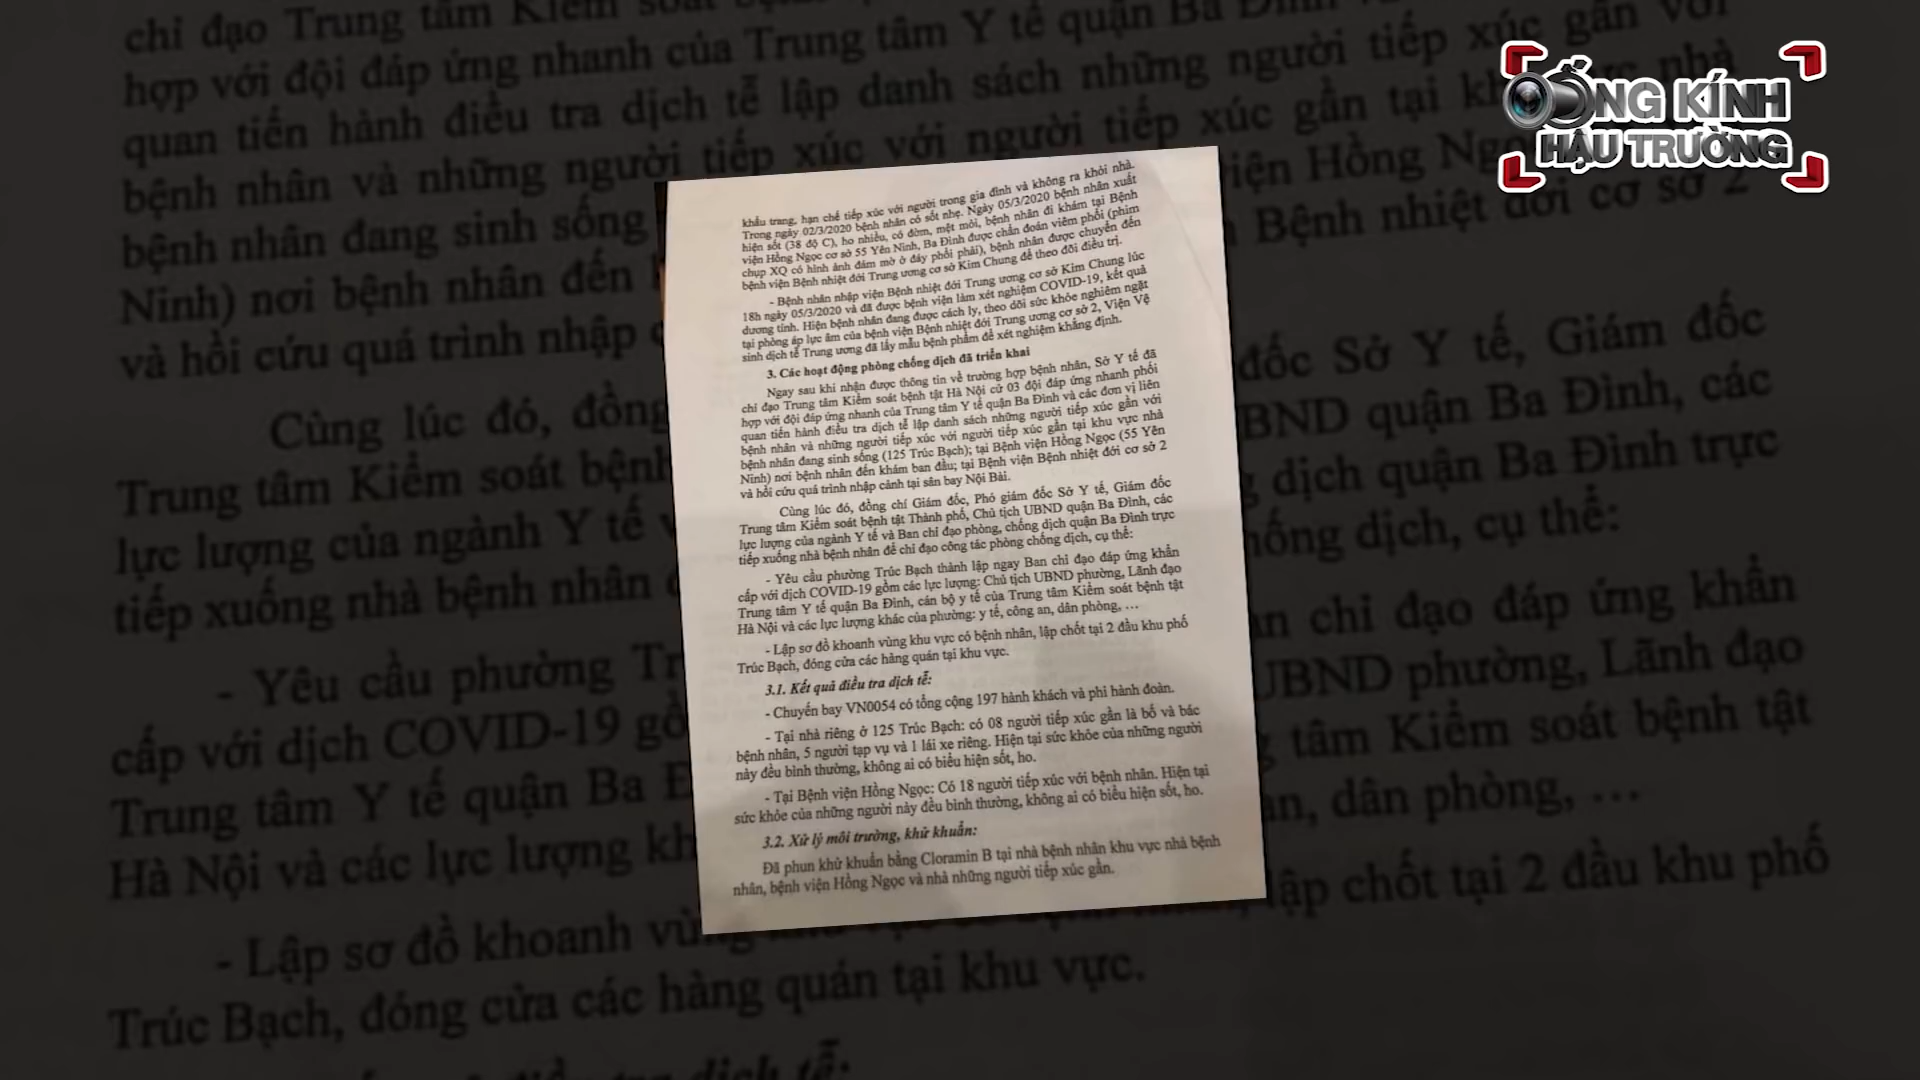 ỐNG KÍNH
HẬU TRƯỜNG
khẩu trang, hạn chế tiếp xúc với người trong gia đình và không ra khỏi nhà.
Trong ngày 02/3/2020 bệnh nhân có sốt nhẹ. Ngày 05/3/2020 bệnh nhân xuất
hiện sốt (38 độ C), ho nhiều, có đờm, mệt mỏi, bệnh nhân đi khám tại Bệnh
viện Hồng Ngọc cơ sở 55 Yên Ninh, Ba Đình được chẩn đoán viêm phổi (phim
chụp XQ có hình ảnh đám mờ ở đáy phổi phải), bệnh nhân được chuyển đến
bệnh viện Bệnh nhiệt đới Trung ương cơ sở Kim Chung để theo dõi điều trị.
- Bệnh nhân nhập viện Bệnh nhiệt đới Trung ương cơ sở Kim Chung lúc
18h ngày 05/3/2020 và đã được bệnh viện làm xét nghiệm COVID-19, kết quả
dương tính. Hiện bệnh nhân đang được cách ly, theo dõi sức khỏe nghiêm ngặt
tại phòng áp lực âm của bệnh viện Bệnh nhiệt đới Trung ương cơ sở 2, Viện Vệ
sinh dịch tễ Trung ương đã lấy mẫu bệnh phẩm để xét nghiệm khẳng định.
3. Các hoạt động phòng chống dịch đã triển khai
Ngay sau khi nhận được thông tin về trường hợp bệnh nhân, Sở Y tế đã
chỉ đạo Trung tâm Kiểm soát bệnh tật Hà Nội cử 03 đội đáp ứng nhanh phối
hợp với đội đáp ứng nhanh của Trung tâm Y tế quận Ba Đình và các đơn vị liên
quan tiến hành điều tra dịch tễ lập danh sách những người tiếp xúc gần với
bệnh nhân và những người tiếp xúc với người tiếp xúc gần tại khu vực nhà
bệnh nhân đang sinh sống (125 Trúc Bạch); tại Bệnh viện Hồng Ngọc (55 Yên
Ninh) nơi bệnh nhân đến khám ban đầu; tại Bệnh viện Bệnh nhiệt đới cơ sở 2
và hồi cứu quá trình nhập cảnh tại sân bay Nội Bài.
Cùng lúc đó, đồng chí Giám đốc, Phó giám đốc Sở Y tế, Giám đốc
Trung tâm Kiểm soát bệnh tật Thành phố, Chủ tịch UBND quận Ba Đình, các
lực lượng của ngành Y tế và Ban chỉ đạo phòng, chống dịch quận Ba Đình trực
tiếp xuống nhà bệnh nhân để chỉ đạo công tác phòng chống dịch, cụ thể:
- Yêu cầu phường Trúc Bạch thành lập ngay Ban chỉ đạo đáp ứng khẩn
cấp với dịch COVID-19 gồm các lực lượng: Chủ tịch UBND phường, Lãnh đạo
Trung tâm Y tế quận Ba Đình, cán bộ y tế của Trung tâm Kiểm soát bệnh tật
Hà Nội và các lực lượng khác của phường: y tế, công an, dân phòng, …
- Lập sơ đồ khoanh vùng khu vực có bệnh nhân, lập chốt tại 2 đầu khu phố
Trúc Bạch, đóng cửa các hàng quán tại khu vực.
3.1. Kết quả điều tra dịch tễ:
- Chuyến bay VN0054 có tổng cộng 197 hành khách và phi hành đoàn.
- Tại nhà riêng ở 125 Trúc Bạch: có 08 người tiếp xúc gần là bố và bác
bệnh nhân, 5 người tạp vụ và 1 lái xe riêng. Hiện tại sức khỏe của những người
này đều bình thường, không ai có biểu hiện sốt, ho.
- Tại Bệnh viện Hồng Ngọc: Có 18 người tiếp xúc với bệnh nhân. Hiện tại
sức khỏe của những người này đều bình thường, không ai có biểu hiện sốt, ho.
3.2. Xử lý môi trường, khử khuẩn:
Đã phun khử khuẩn bằng Cloramin B tại nhà bệnh nhân khu vực nhà bệnh
nhân, bệnh viện Hồng Ngọc và nhà những người tiếp xúc gần.